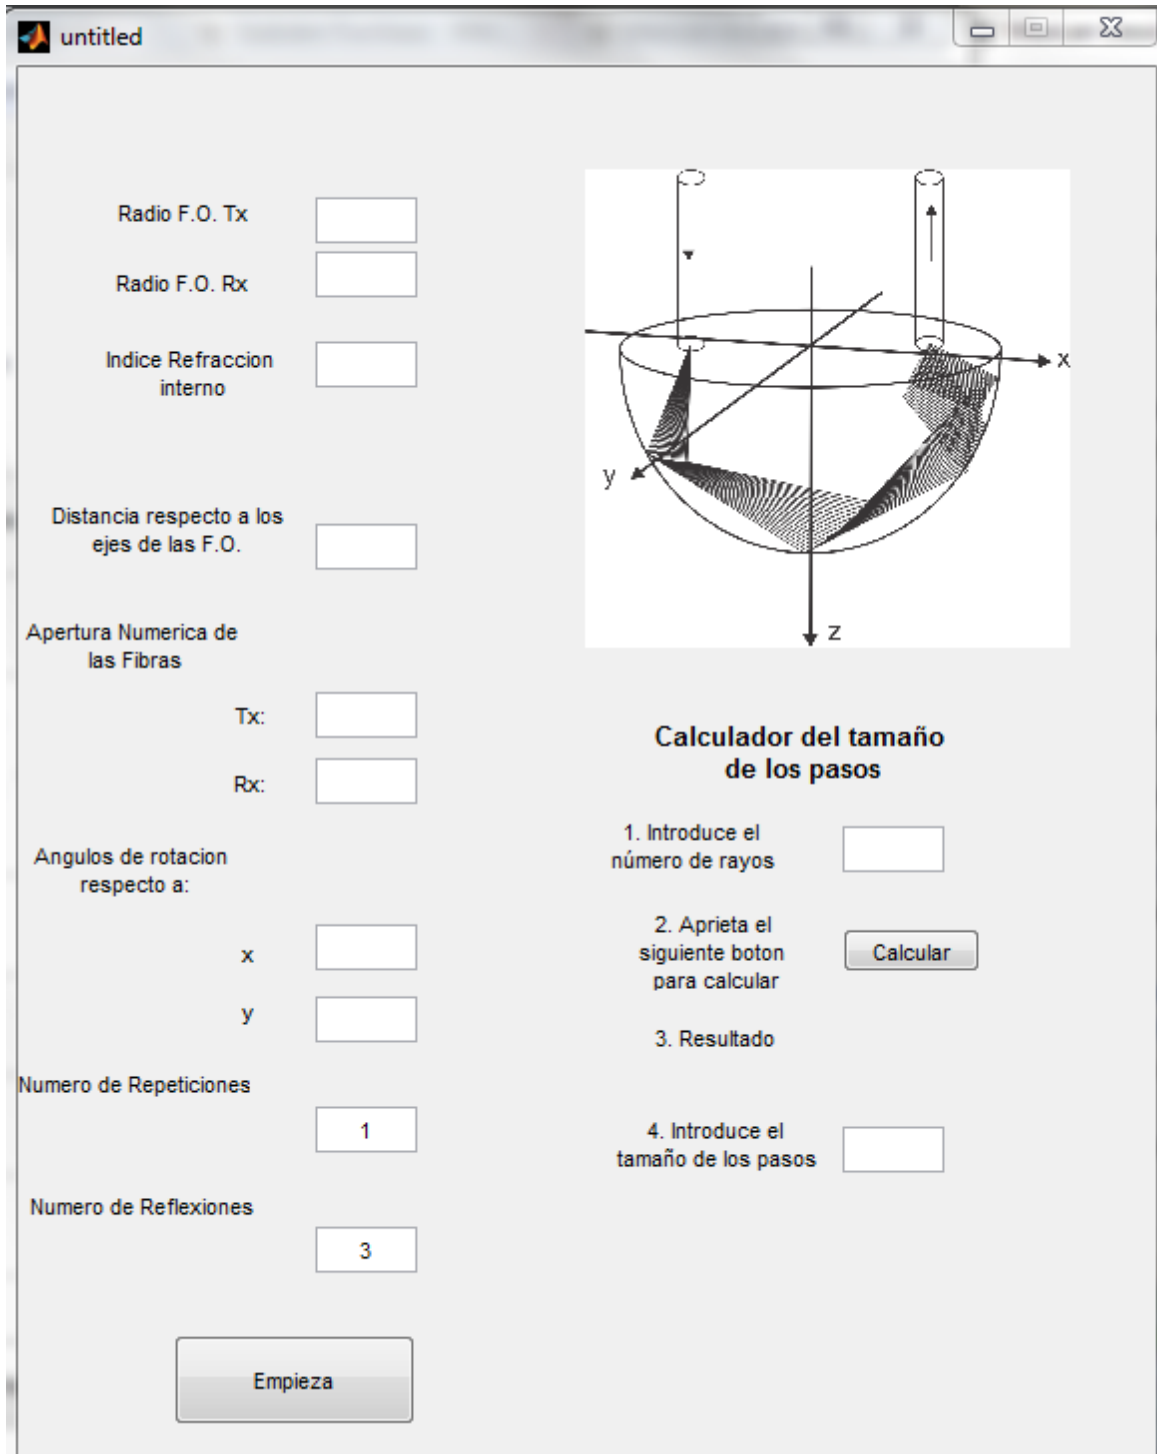 untitled
Radio F.O. Tx
Radio F.O. Rx
Indice Refraccion
interno
Distancia respecto a los
ejes de las F.O.
Apertura Numerica de
las Fibras
Tx:
Rx:
Angulos de rotacion
respecto a:
x
y
Numero de Repeticiones
1
Numero de Reflexiones
3
Empieza
x
y
z
Calculador del tamaño
de los pasos
1. Introduce el
número de rayos
2. Aprieta el
siguiente boton
para calcular
Calcular
3. Resultado
4. Introduce el
tamaño de los pasos